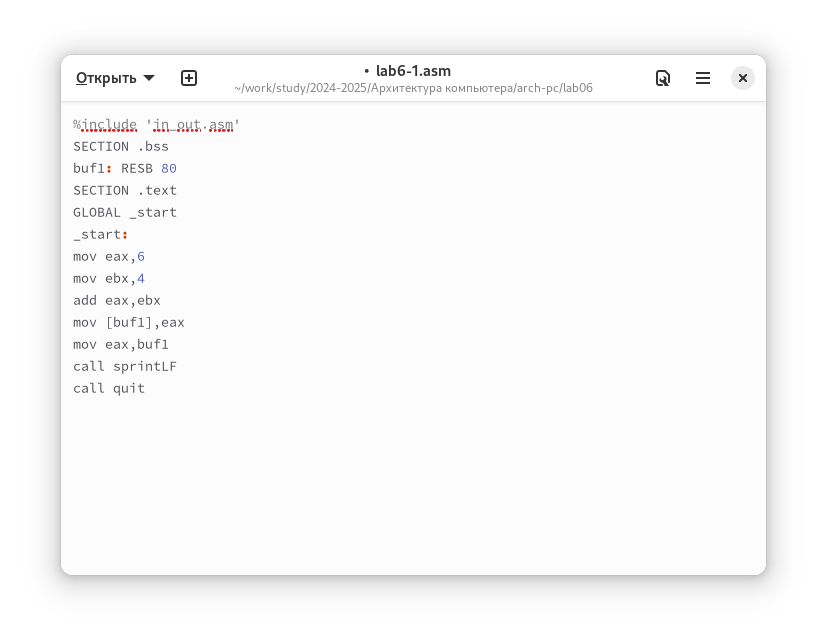 Открыть
• lab6-1.asm
~/work/study/2024-2025/Архитектура компьютера/arch-pc/lab06
%include 'in_out.asm'
SECTION .bss
buf1: RESB 80
SECTION .text
GLOBAL _start
_start:
mov eax,6
mov ebx,4
add eax,ebx
mov [buf1],eax
mov eax,buf1
call sprintLF
call quit